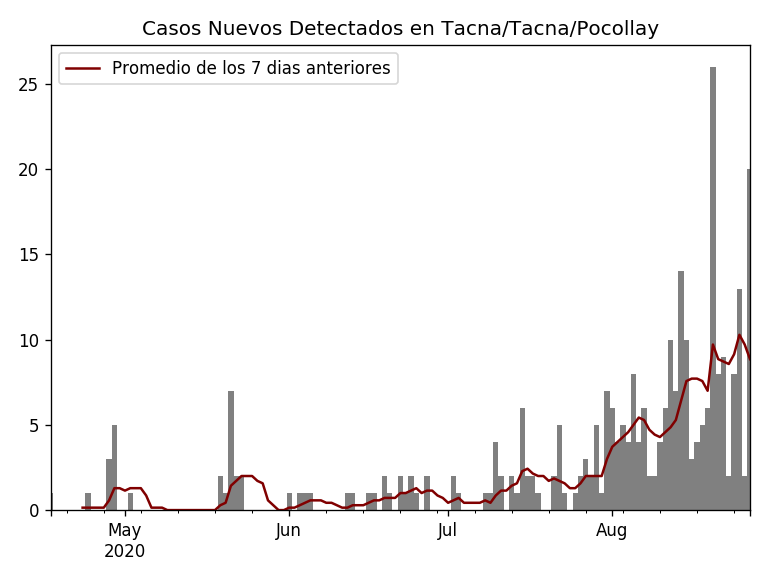 Casos Nuevos Detectados en Tacna/Tacna/Pocollay
Promedio de los 7 dias anteriores
25
20
15
10
5
0
May Jun Jul Aug
2020